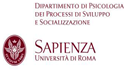 Dipartimento di Psicologia
dei Processi di Sviluppo
e Socializzazione
Sapienza
Università di Roma